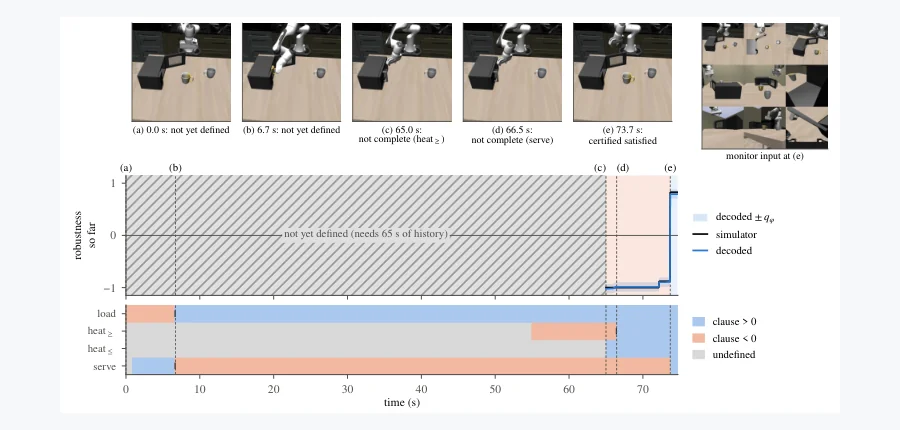 (a) 0.0 s: not yet defined
(b) 6.7 s: not yet defined
(c) 65.0 s:
not complete (heat≥)
(d) 66.5 s:
not complete (serve)
(e) 73.7 s:
certified satisfied
monitor input at (e)
(a) (b) (c) (d) (e)
robustness
so far
1
0
−1
not yet defined (needs 65 s of history)
decoded ± qφ
simulator
decoded
load
heat≥
heat≤
serve
clause > 0
clause < 0
undefined
0 10 20 30 40 50 60 70
time (s)